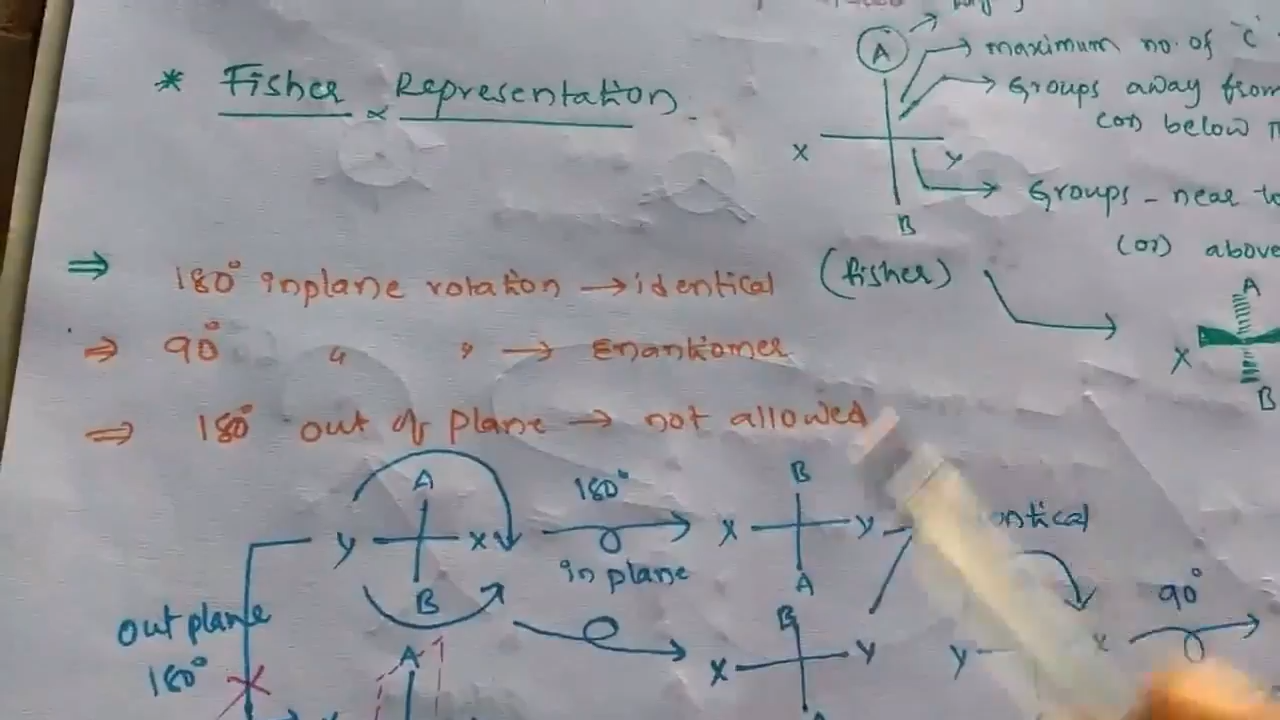 * Fisher Representation.
A
maximum no. of 'c'
Groups away from
(or) below
X
y
Groups - near to
B
(or) above
⇒ 180° inplane rotation → identical (fisher)
A
⇒ 90° " " → Enantiomer
X
B
⇒ 180° out of plane → not allowed
A
180°
B
y
X
X
y
in plane
B
A
90°
out plane
180°
B
A
X
y
y